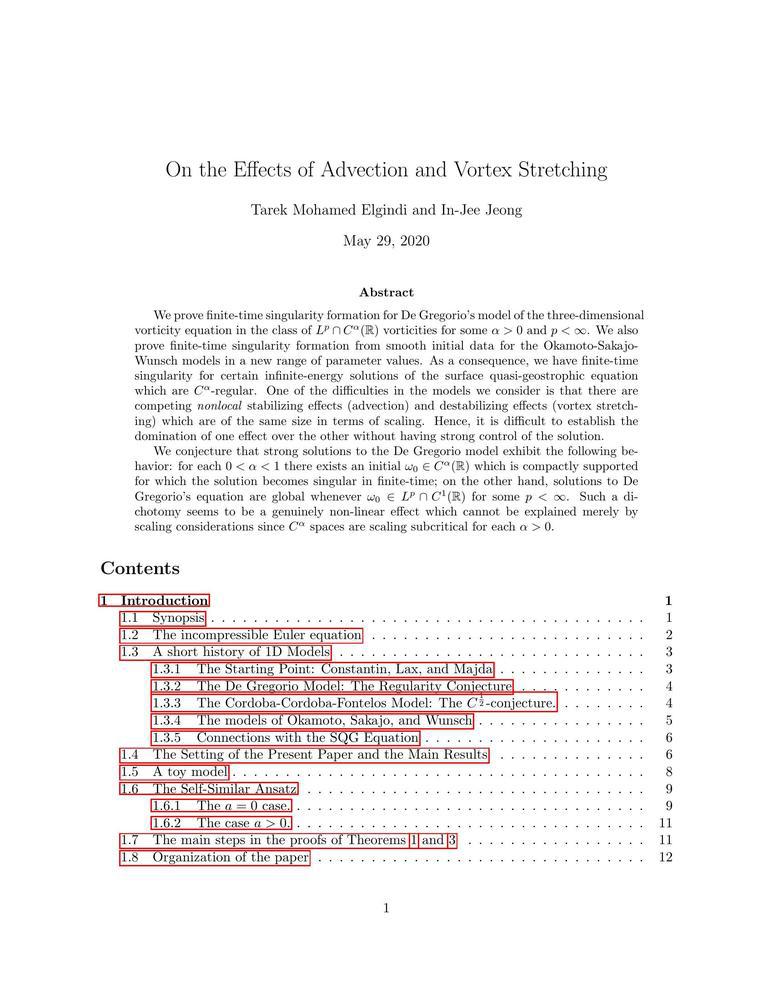 On the Effects of Advection and Vortex Stretching
Tarek Mohamed Elgindi and In-Jee Jeong
May 29, 2020
Abstract
We prove finite-time singularity formation for De Gregorio's model of the three-dimensional
vorticity equation in the class of L^p ∩ C^α(ℝ) vorticities for some α > 0 and p < ∞. We also
prove finite-time singularity formation from smooth initial data for the Okamoto-Sakajo-
Wunsch models in a new range of parameter values. As a consequence, we have finite-time
singularity for certain infinite-energy solutions of the surface quasi-geostrophic equation
which are C^α-regular. One of the difficulties in the models we consider is that there are
competing nonlocal stabilizing effects (advection) and destabilizing effects (vortex stretch-
ing) which are of the same size in terms of scaling. Hence, it is difficult to establish the
domination of one effect over the other without having strong control of the solution.
We conjecture that strong solutions to the De Gregorio model exhibit the following be-
havior: for each 0 < α < 1 there exists an initial ω₀ ∈ C^α(ℝ) which is compactly supported
for which the solution becomes singular in finite-time; on the other hand, solutions to De
Gregorio's equation are global whenever ω₀ ∈ L^p ∩ C^1(ℝ) for some p < ∞. Such a di-
chotomy seems to be a genuinely non-linear effect which cannot be explained merely by
scaling considerations since C^α spaces are scaling subcritical for each α > 0.
Contents
1 Introduction 1
1.1 Synopsis . . . . . . . . . . . . . . . . . . . . . . . . . . . . . . . . . . . . . . . . . 1
1.2 The incompressible Euler equation . . . . . . . . . . . . . . . . . . . . . . . . . . 2
1.3 A short history of 1D Models . . . . . . . . . . . . . . . . . . . . . . . . . . . . . 3
1.3.1 The Starting Point: Constantin, Lax, and Majda . . . . . . . . . . . . . . 3
1.3.2 The De Gregorio Model: The Regularity Conjecture . . . . . . . . . . . . 4
1.3.3 The Cordoba-Cordoba-Fontelos Model: The C^{1/2}-conjecture. . . . . . . . . 4
1.3.4 The models of Okamoto, Sakajo, and Wunsch . . . . . . . . . . . . . . . . 5
1.3.5 Connections with the SQG Equation . . . . . . . . . . . . . . . . . . . . . 6
1.4 The Setting of the Present Paper and the Main Results . . . . . . . . . . . . . . 6
1.5 A toy model . . . . . . . . . . . . . . . . . . . . . . . . . . . . . . . . . . . . . . . 8
1.6 The Self-Similar Ansatz . . . . . . . . . . . . . . . . . . . . . . . . . . . . . . . . 9
1.6.1 The a = 0 case. . . . . . . . . . . . . . . . . . . . . . . . . . . . . . . . . . 9
1.6.2 The case a > 0. . . . . . . . . . . . . . . . . . . . . . . . . . . . . . . . . . 11
1.7 The main steps in the proofs of Theorems 1 and 3 . . . . . . . . . . . . . . . . . 11
1.8 Organization of the paper . . . . . . . . . . . . . . . . . . . . . . . . . . . . . . . 12
1